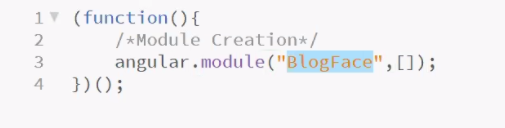 1 (function(){
2 /*Module Creation*/
3 angular.module("BlogFace",[]);
4 })();